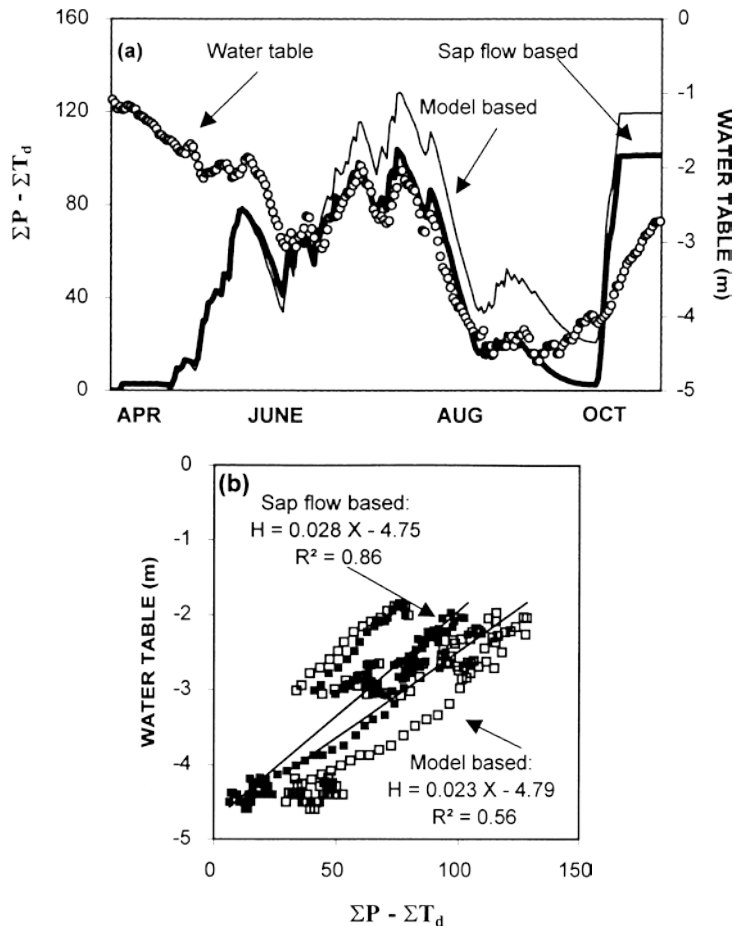 (a)
Water table
Sap flow based
Model based
160
120
80
40
0
ΣP - ΣT_d
0
-1
-2
-3
-4
-5
WATER TABLE (m)
APR JUNE AUG OCT
(b)
Sap flow based:
H = 0.028 X - 4.75
R² = 0.86
Model based:
H = 0.023 X - 4.79
R² = 0.56
0
-1
-2
-3
-4
-5
WATER TABLE (m)
0 50 100 150
ΣP - ΣT_d